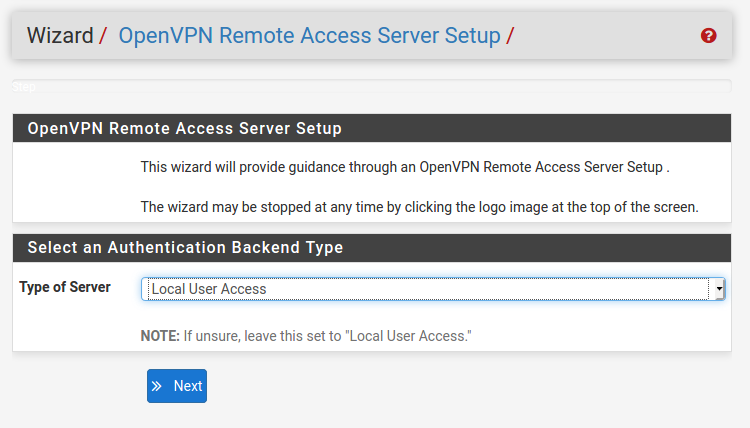 Wizard / OpenVPN Remote Access Server Setup /
Step
OpenVPN Remote Access Server Setup
This wizard will provide guidance through an OpenVPN Remote Access Server Setup .
The wizard may be stopped at any time by clicking the logo image at the top of the screen.
Select an Authentication Backend Type
Type of Server Local User Access
NOTE: If unsure, leave this set to "Local User Access."
Next